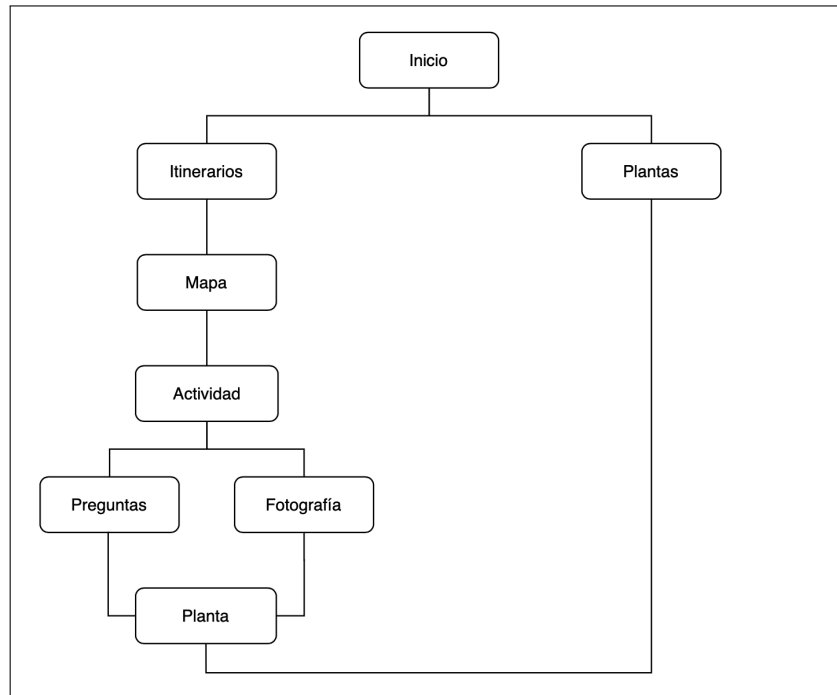 Inicio
Itinerarios
Plantas
Mapa
Actividad
Preguntas
Fotografía
Planta